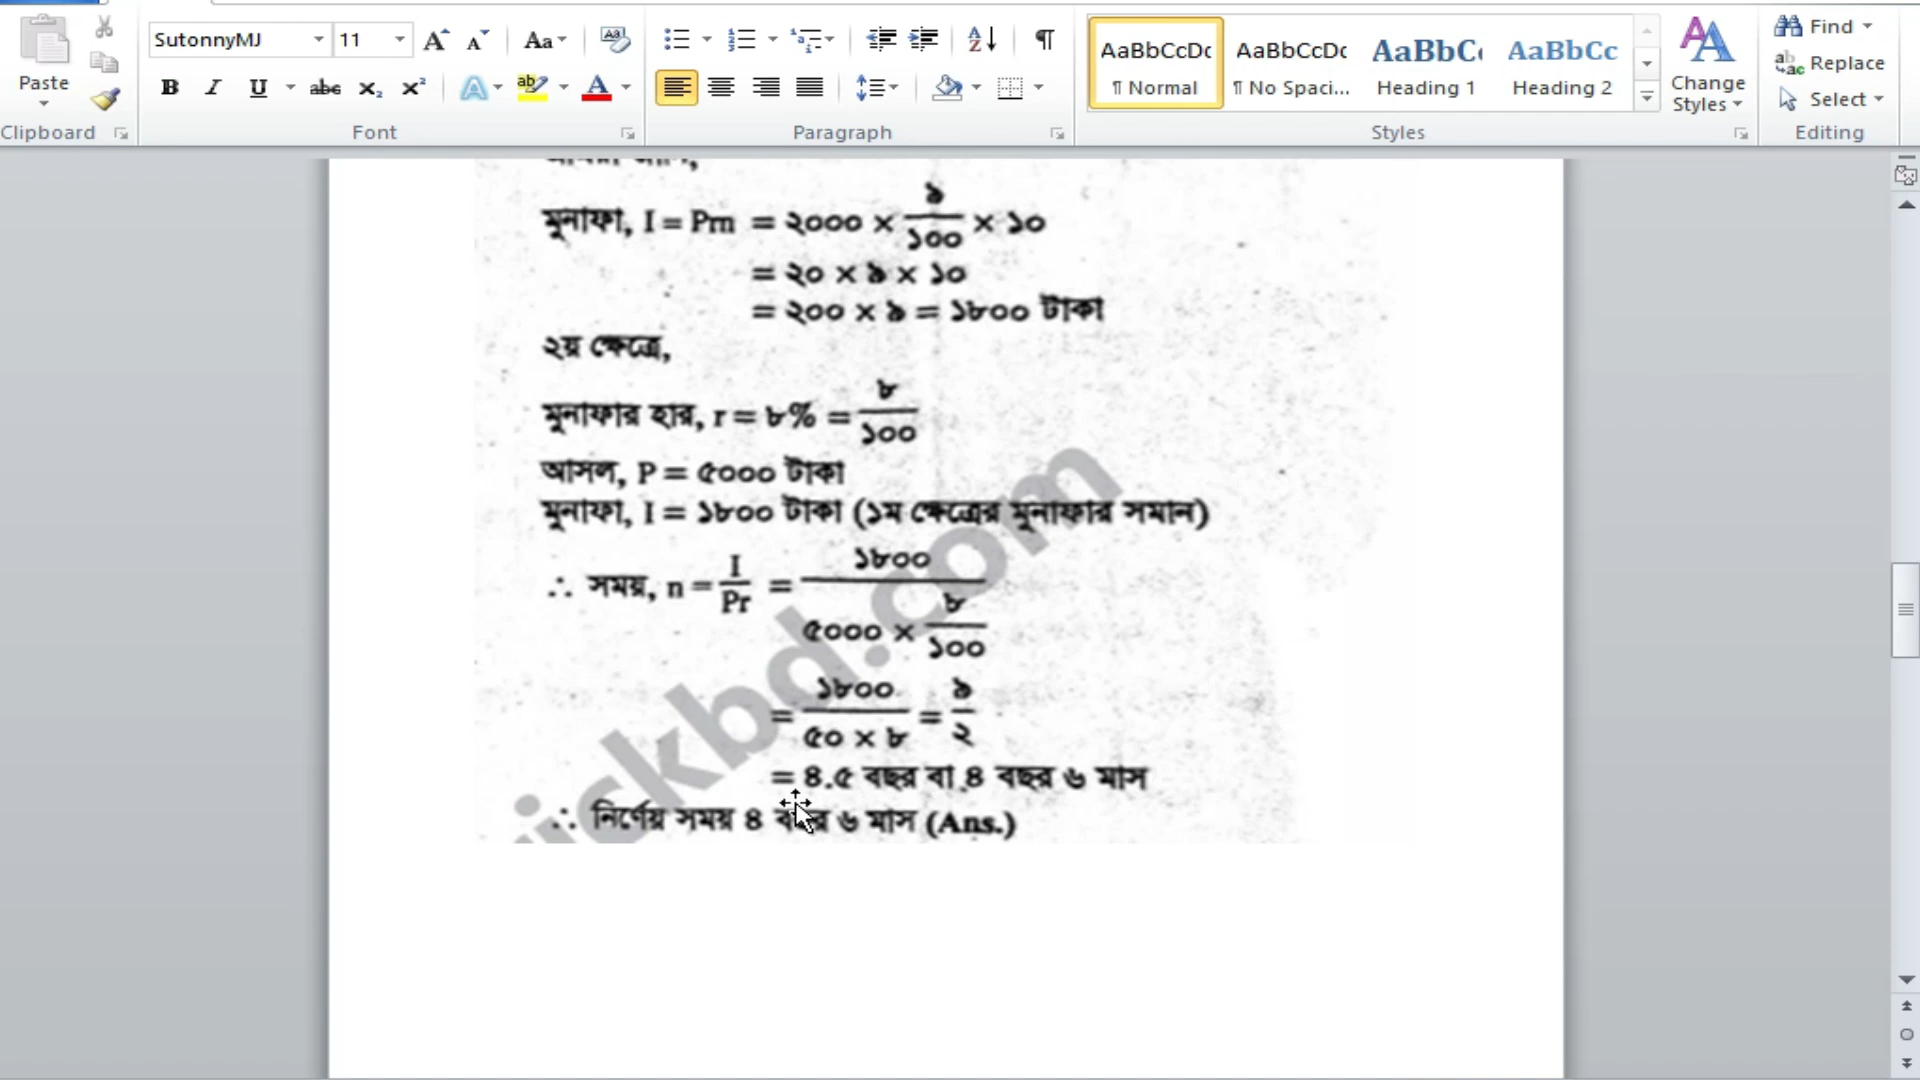 SutonnyMJ
11
Aa
Paste
B I U abc X₂ X²
Clipboard
Font
Paragraph
AaBbCcDc
¶ Normal
AaBbCcDc
¶ No Spaci...
AaBbC
Heading 1
AaBbCc
Heading 2
Change
Styles
Styles
Find
Replace
Select
Editing
মুনাফা, I = Prn = ২০০০ × ৯/১০০ × ১০
= ২০ × ৯ × ১০
= ২০০ × ৯ = ১৮০০ টাকা
২য় ক্ষেত্রে,
মুনাফার হার, r = ৮% = ৮/১০০
আসল, P = ৫০০০ টাকা
মুনাফা, I = ১৮০০ টাকা (১ম ক্ষেত্রের মুনাফার সমান)
∴ সময়, n = I/Pr = ১৮০০/(৫০০০ × ৮/১০০)
= ১৮০০/(৫০ × ৮) = ৯/২
= ৪.৫ বছর বা ৪ বছর ৬ মাস
∴ নির্ণেয় সময় ৪ বছর ৬ মাস (Ans.)
ickbd.com